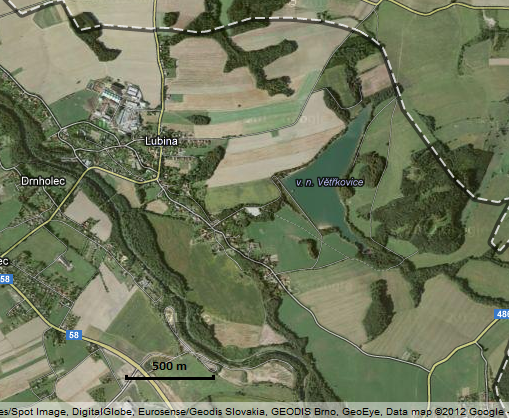 Lubina
Drnholec
v. n. Větřkovice
ec
58
58
486
500 m
es/Spot Image, DigitalGlobe, Eurosense/Geodis Slovakia, GEODIS Brno, GeoEye, Data map ©2012 Google -